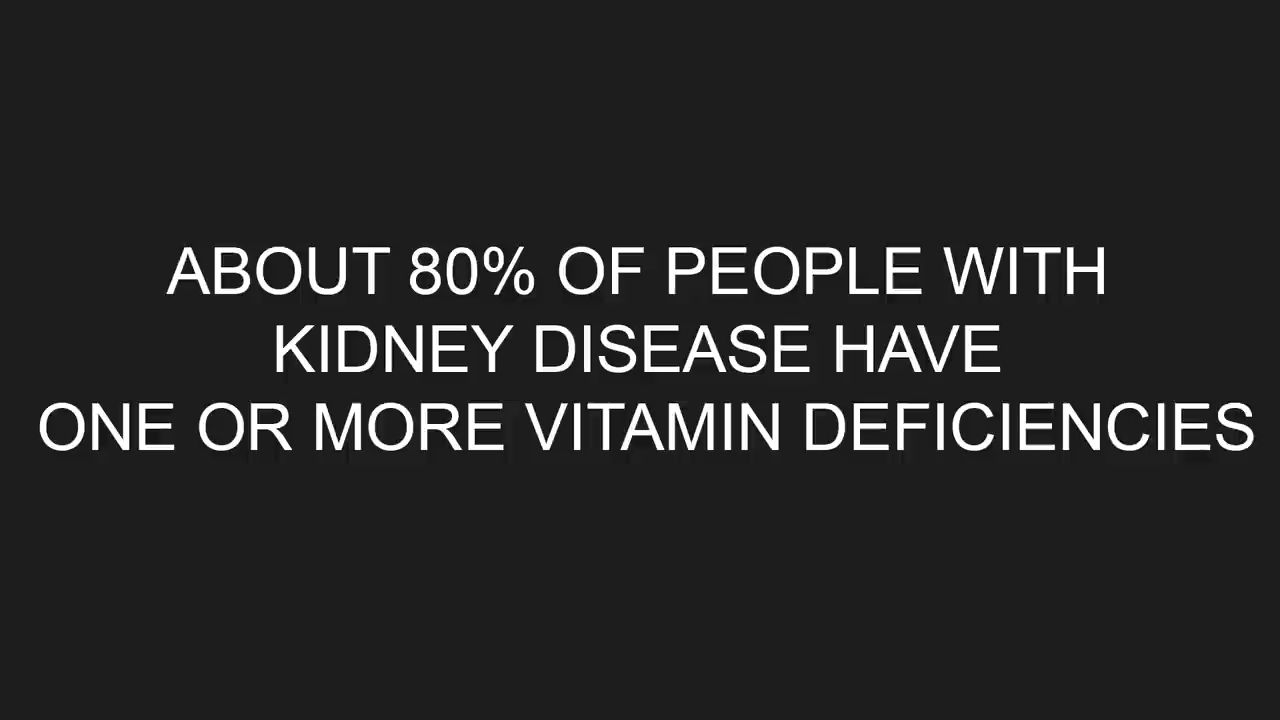 ABOUT 80% OF PEOPLE WITH
KIDNEY DISEASE HAVE
ONE OR MORE VITAMIN DEFICIENCIES